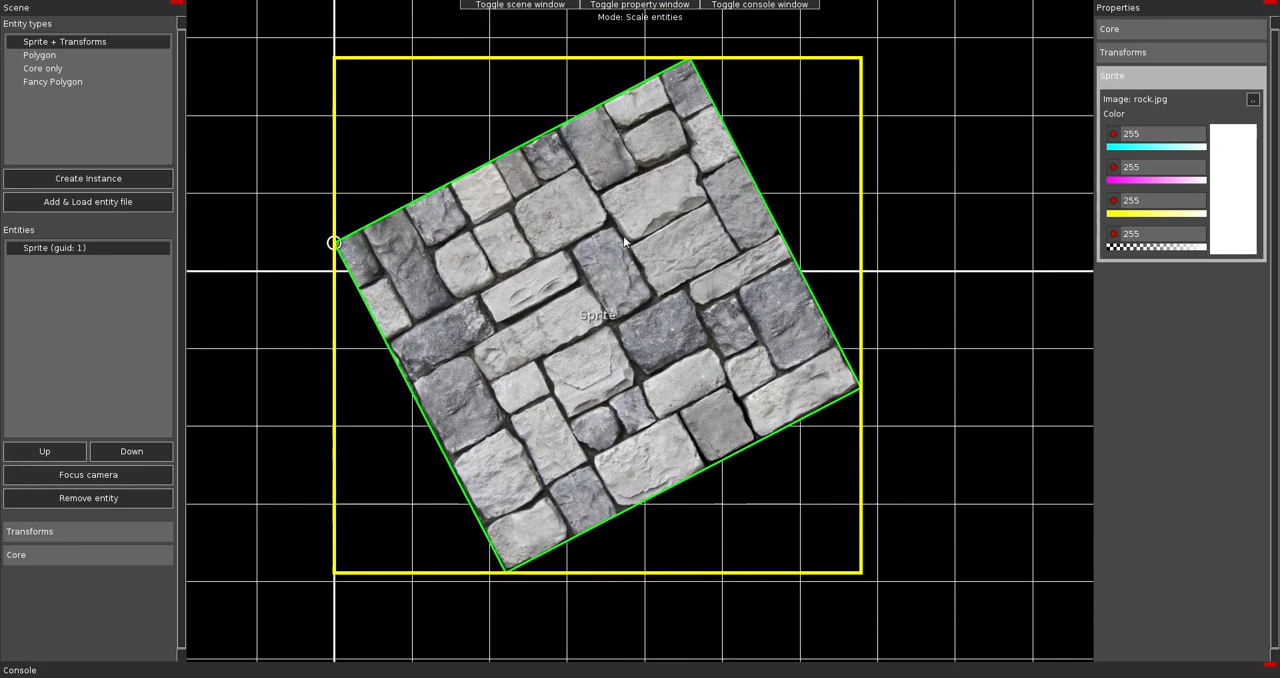 Scene
Toggle scene window
Toggle property window
Toggle console window
Properties
Mode: Scale entities
Entity types
Sprite + Transforms
Polygon
Core only
Fancy Polygon
Create Instance
Add & Load entity file
Entities
Sprite (guid: 1)
Up
Down
Focus camera
Remove entity
Transforms
Core
Sprite
Core
Transforms
Sprite
Image: rock.jpg
..
Color
255
255
255
255
Console